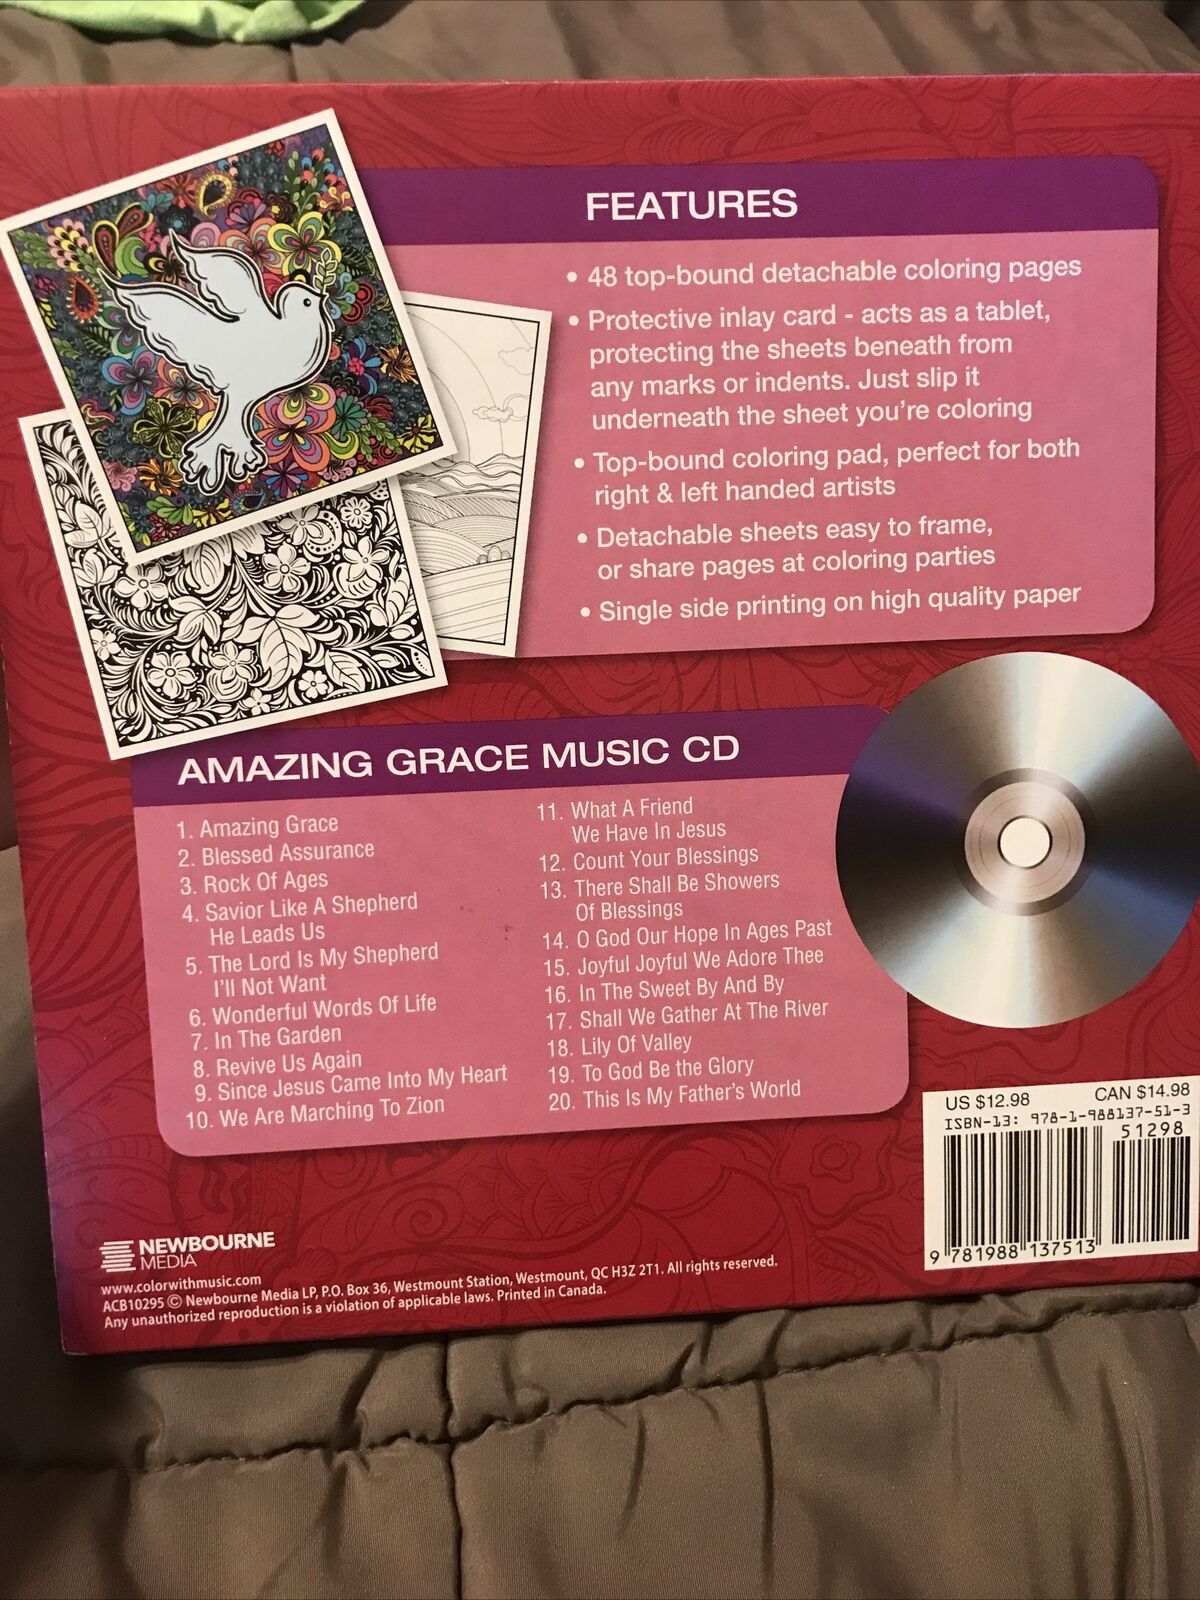 FEATURES
• 48 top-bound detachable coloring pages
• Protective inlay card - acts as a tablet,
protecting the sheets beneath from
any marks or indents. Just slip it
underneath the sheet you're coloring
• Top-bound coloring pad, perfect for both
right & left handed artists
• Detachable sheets easy to frame,
or share pages at coloring parties
• Single side printing on high quality paper
AMAZING GRACE MUSIC CD
1. Amazing Grace
2. Blessed Assurance
3. Rock Of Ages
4. Savior Like A Shepherd
He Leads Us
5. The Lord Is My Shepherd
I'll Not Want
6. Wonderful Words Of Life
7. In The Garden
8. Revive Us Again
9. Since Jesus Came Into My Heart
10. We Are Marching To Zion
11. What A Friend
We Have In Jesus
12. Count Your Blessings
13. There Shall Be Showers
Of Blessings
14. O God Our Hope In Ages Past
15. Joyful Joyful We Adore Thee
16. In The Sweet By And By
17. Shall We Gather At The River
18. Lily Of Valley
19. To God Be the Glory
20. This Is My Father's World
US $12.98 CAN $14.98
ISBN-13: 978-1-988137-51-3
51298
9 781988 137513
NEWBOURNE
MEDIA
www.colorwithmusic.com
ACB10295 © Newbourne Media LP, P.O. Box 36, Westmount Station, Westmount, QC H3Z 2T1. All rights reserved.
Any unauthorized reproduction is a violation of applicable laws. Printed in Canada.